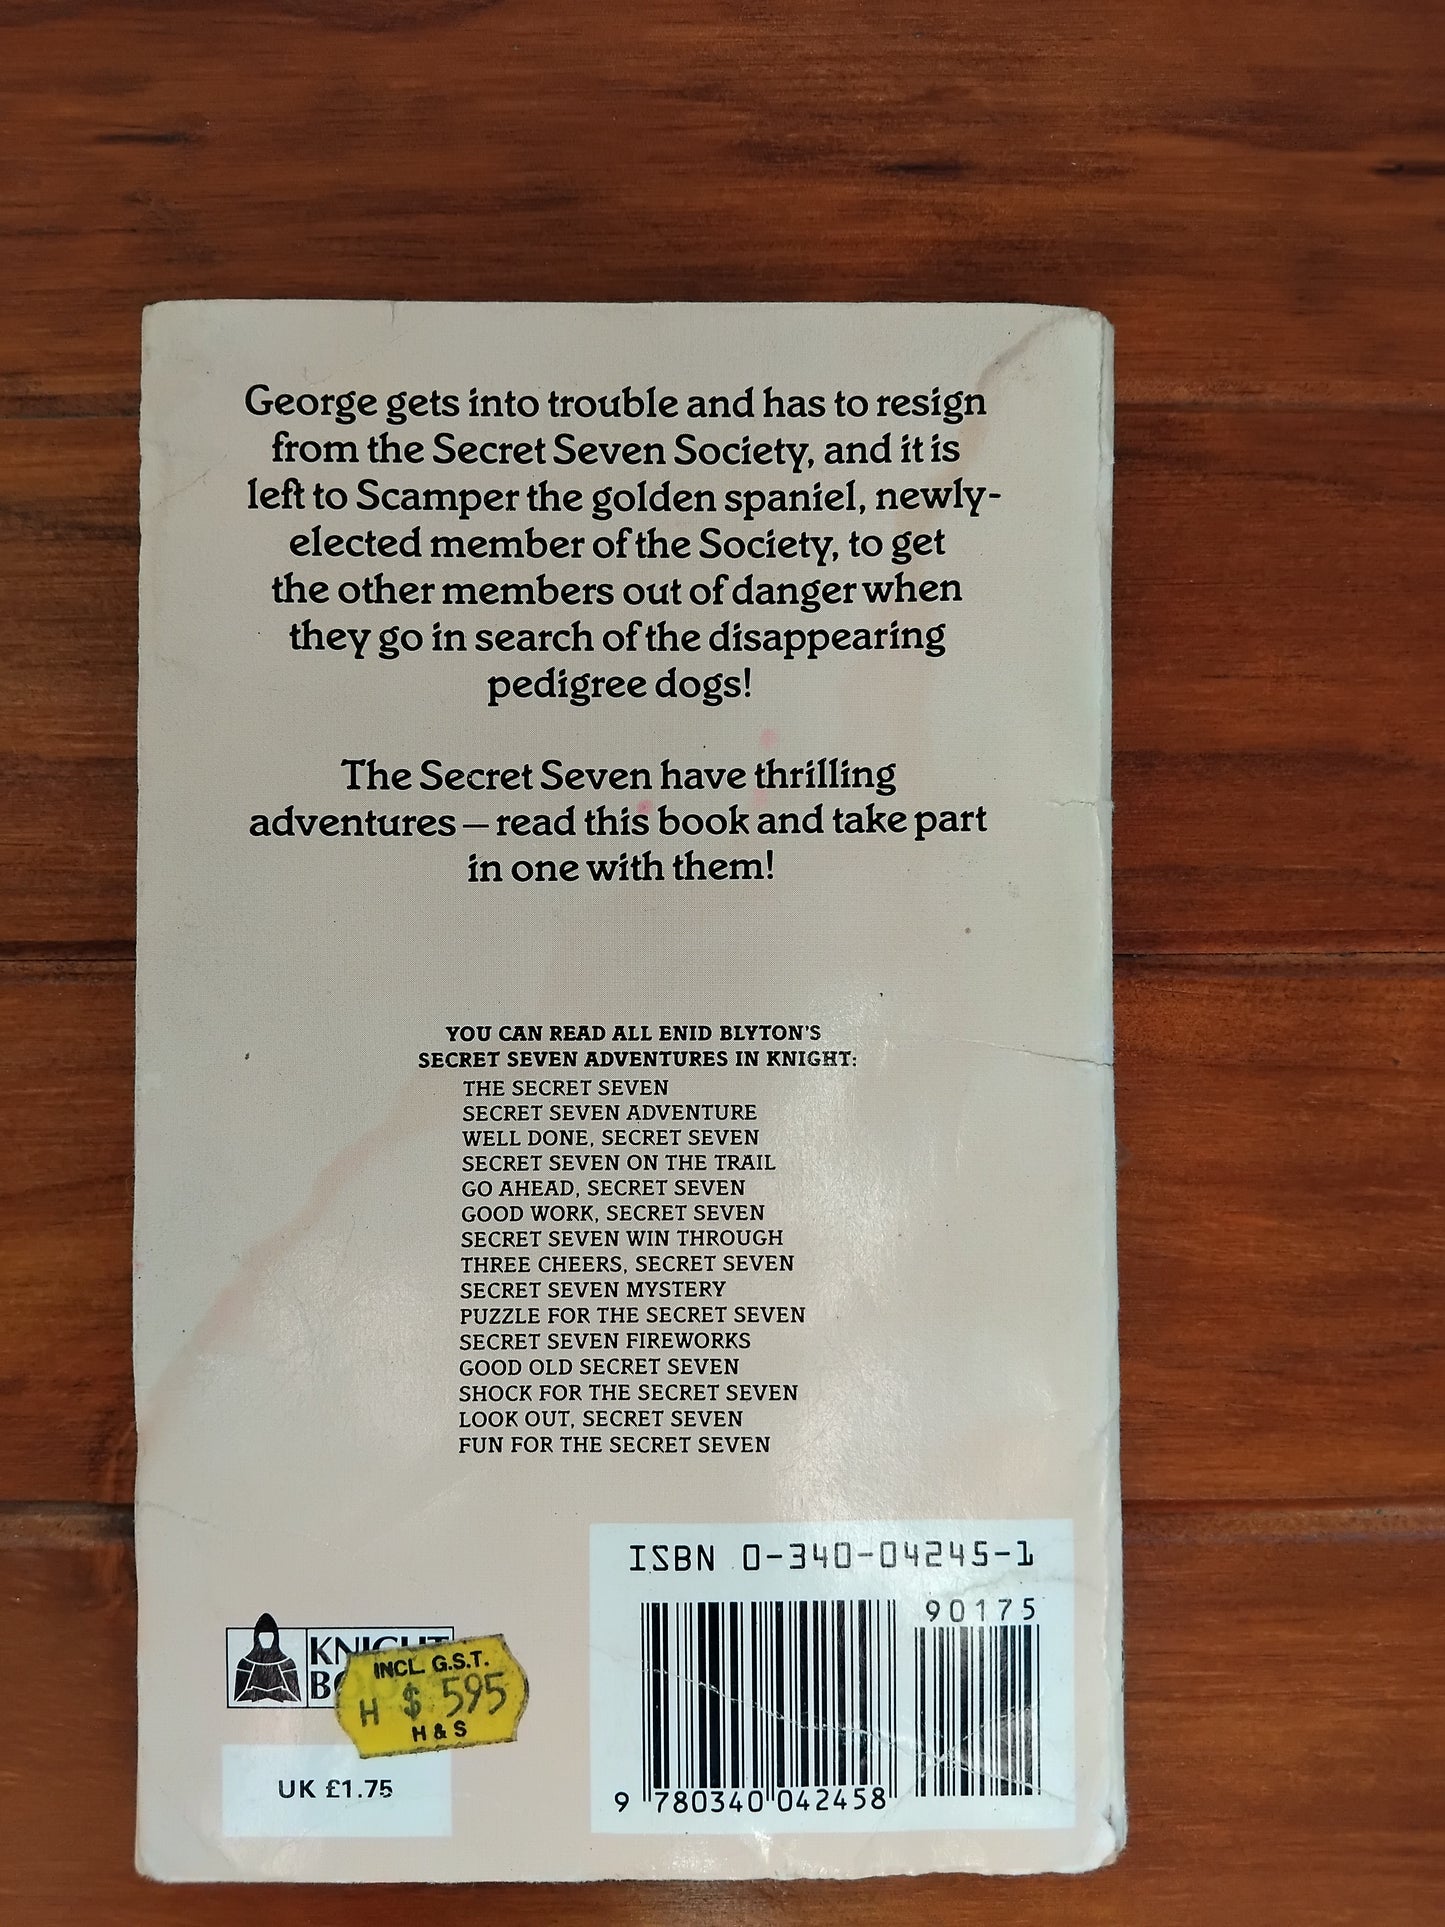 George gets into trouble and has to resign
from the Secret Seven Society, and it is
left to Scamper the golden spaniel, newly-
elected member of the Society, to get
the other members out of danger when
they go in search of the disappearing
pedigree dogs!
The Secret Seven have thrilling
adventures – read this book and take part
in one with them!
YOU CAN READ ALL ENID BLYTON'S
SECRET SEVEN ADVENTURES IN KNIGHT:
THE SECRET SEVEN
SECRET SEVEN ADVENTURE
WELL DONE, SECRET SEVEN
SECRET SEVEN ON THE TRAIL
GO AHEAD, SECRET SEVEN
GOOD WORK, SECRET SEVEN
SECRET SEVEN WIN THROUGH
THREE CHEERS, SECRET SEVEN
SECRET SEVEN MYSTERY
PUZZLE FOR THE SECRET SEVEN
SECRET SEVEN FIREWORKS
GOOD OLD SECRET SEVEN
SHOCK FOR THE SECRET SEVEN
LOOK OUT, SECRET SEVEN
FUN FOR THE SECRET SEVEN
ISBN 0-340-04245-1
90175
9 780340 042458
KNIGHT
INCL. G.S.T.
H $ 595
H & S
UK £1.75